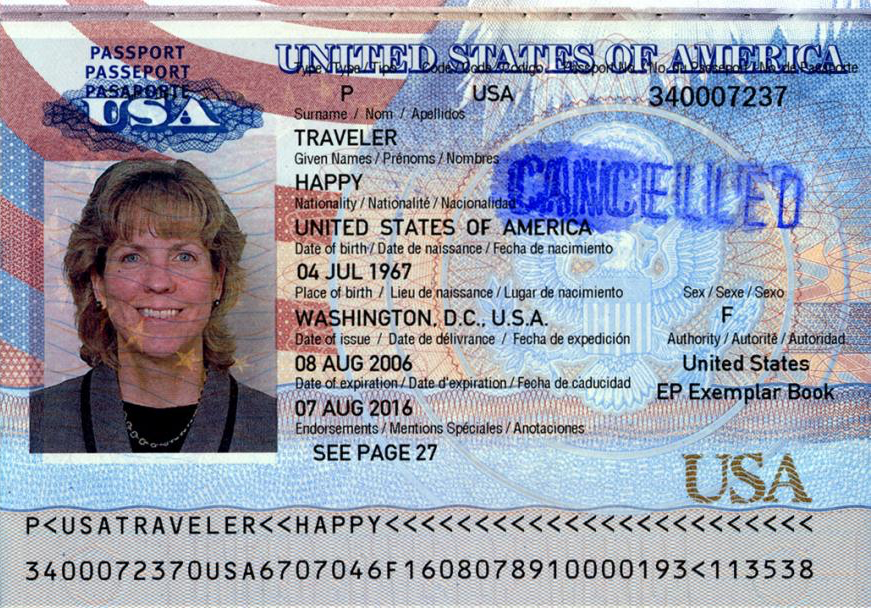 PASSPORT
PASSEPORT
PASAPORTE
USA
UNITED STATES OF AMERICA
Type / Type / Tipo Code / Code / Codigo Passport No. / No. du Passeport / No. de Pasaporte
P USA 340007237
Surname / Nom / Apellidos
TRAVELER
Given Names / Prénoms / Nombres
HAPPY
Nationality / Nationalité / Nacionalidad
UNITED STATES OF AMERICA
CANCELLED
Date of birth / Date de naissance / Fecha de nacimiento
04 JUL 1967
Place of birth / Lieu de naissance / Lugar de nacimiento Sex / Sexe / Sexo
WASHINGTON, D.C., U.S.A. F
Date of issue / Date de délivrance / Fecha de expedición Authority / Autorité / Autoridad
08 AUG 2006 United States
Date of expiration / Date d'expiration / Fecha de caducidad EP Exemplar Book
07 AUG 2016
Endorsements / Mentions Spéciales / Anotaciones
SEE PAGE 27
USA
P<USATRAVELER<<HAPPY<<<<<<<<<<<<<<<<<<<<<<<<
3400072370USA6707046F1608078910000193<113538